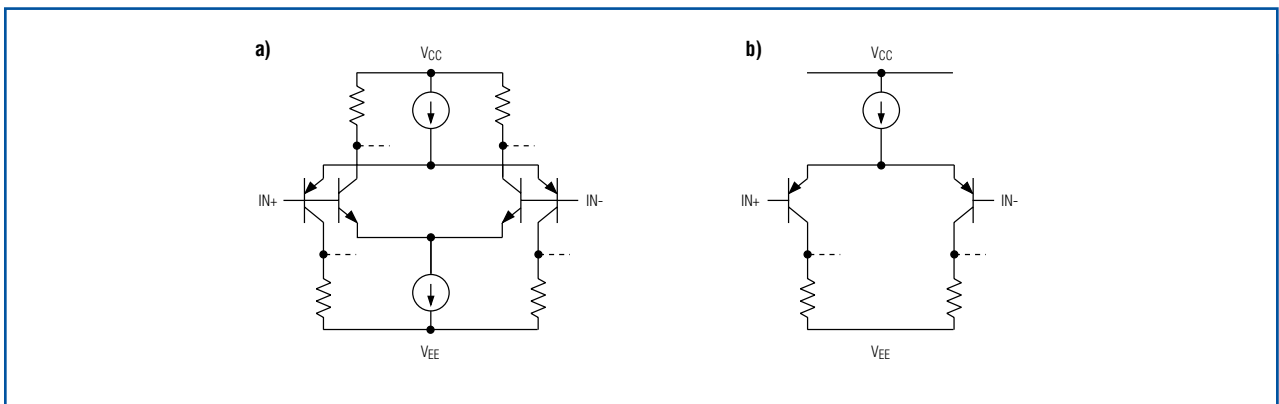 a)
VCC
IN+
IN-
VEE
b)
VCC
IN+
IN-
VEE